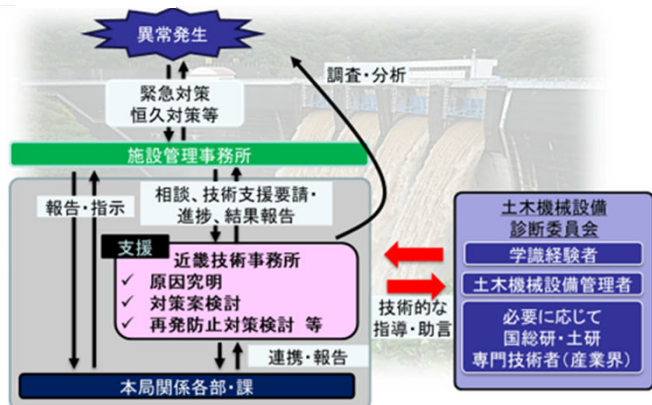 異常発生
調査・分析
緊急対策
恒久対策等
施設管理事務所
報告・指示
相談、技術支援要請・
進捗、結果報告
支援
近畿技術事務所
✓ 原因究明
✓ 対策案検討
✓ 再発防止対策検討 等
連携・報告
本局関係各部・課
技術的な
指導・助言
土木機械設備
診断委員会
学識経験者
土木機械設備管理者
必要に応じて
国総研・土研
専門技術者(産業界)